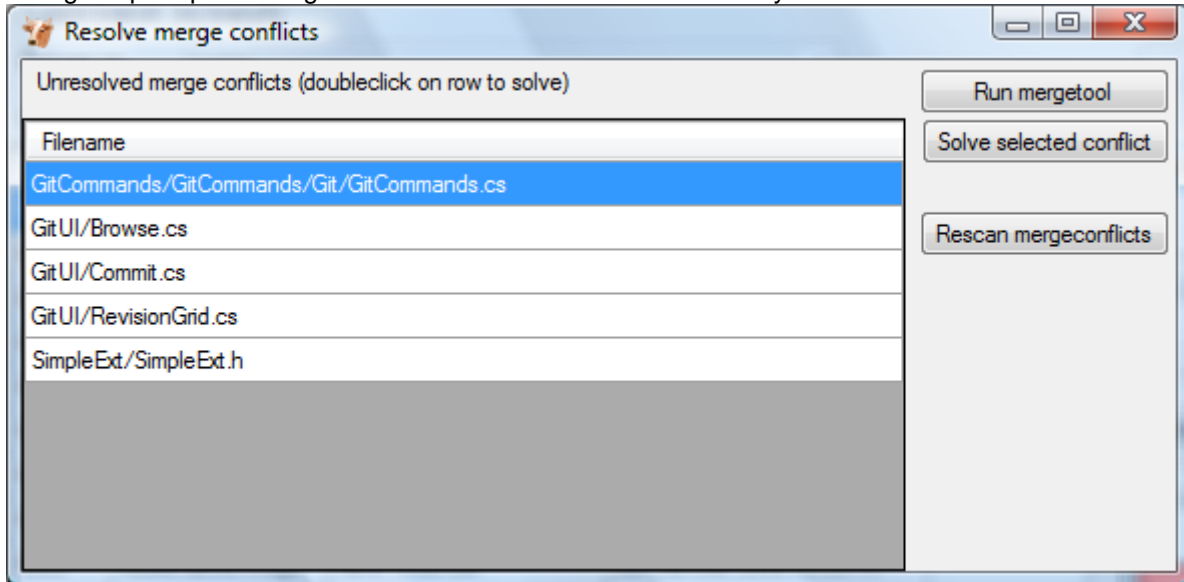 Resolve merge conflicts
Unresolved merge conflicts (doubleclick on row to solve)
Run mergetool
Filename
Solve selected conflict
GitCommands/GitCommands/Git/GitCommands.cs
GitUI/Browse.cs
Rescan mergeconflicts
GitUI/Commit.cs
GitUI/RevisionGrid.cs
SimpleExt/SimpleExt.h